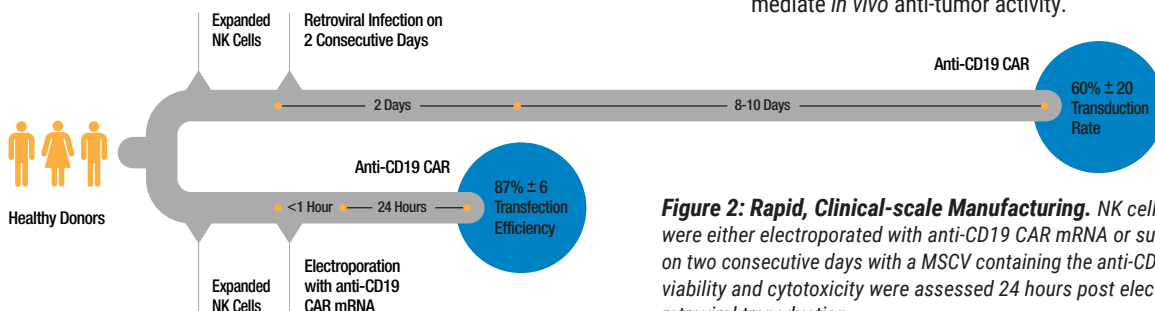 mediate in vivo anti-tumor activity.
Expanded
NK Cells
Retroviral Infection on
2 Consecutive Days
Anti-CD19 CAR
2 Days
8-10 Days
60% ± 20
Transduction
Rate
Healthy Donors
Anti-CD19 CAR
<1 Hour
24 Hours
87% ± 6
Transfection
Efficiency
Expanded
NK Cells
Electroporation
with anti-CD19
CAR mRNA
Figure 2: Rapid, Clinical-scale Manufacturing. NK cell
were either electroporated with anti-CD19 CAR mRNA or su
on two consecutive days with a MSCV containing the anti-CD
viability and cytotoxicity were assessed 24 hours post elec